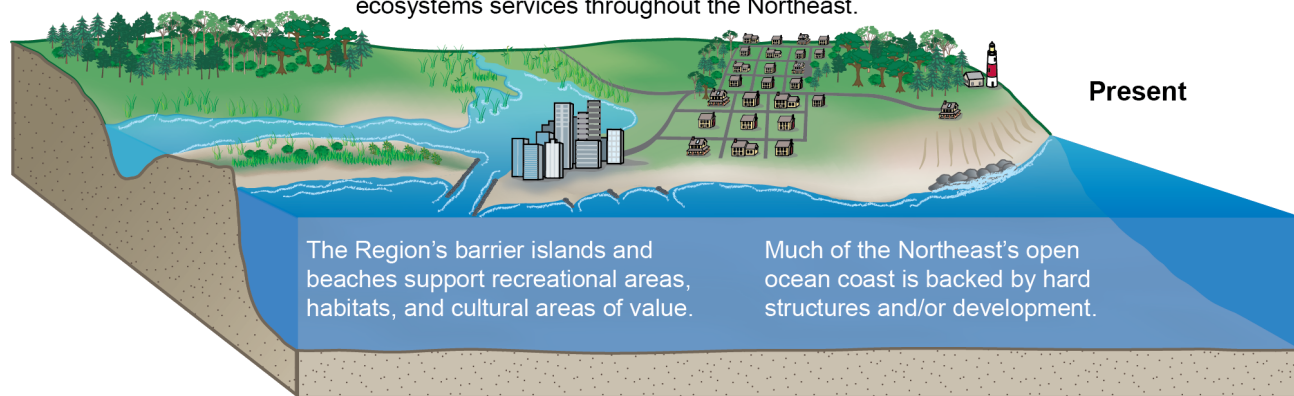 ecosystems services throughout the Northeast.
Present
The Region's barrier islands and
beaches support recreational areas,
habitats, and cultural areas of value.
Much of the Northeast's open
ocean coast is backed by hard
structures and/or development.